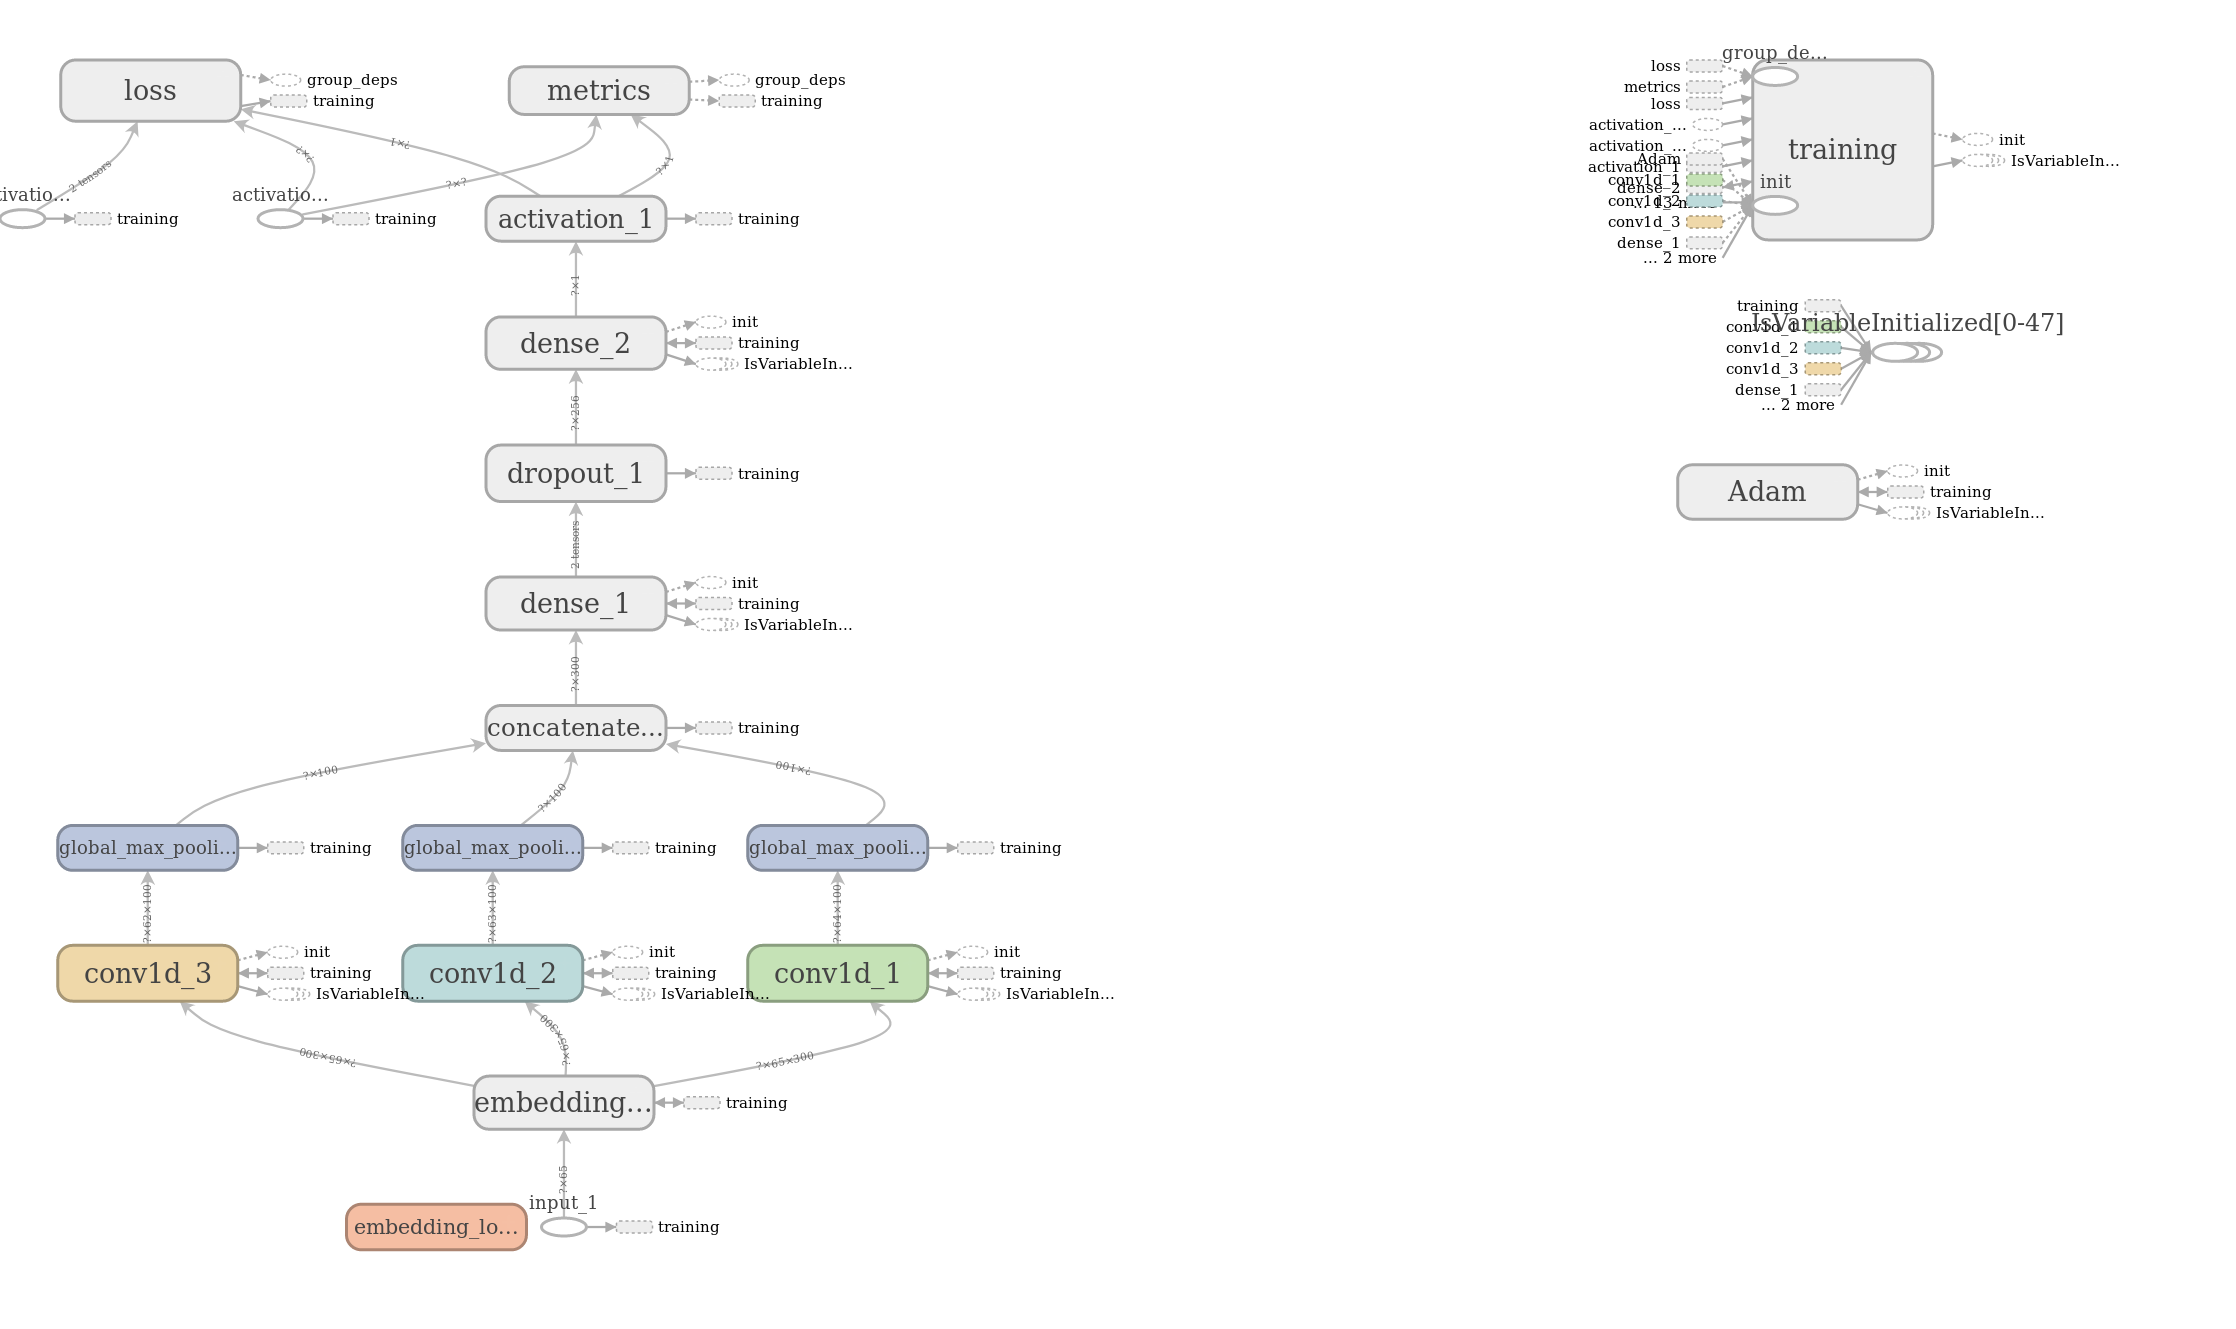 loss
group_deps
training
metrics
group_deps
training
2 tensors
?×?
?×1
?×?
?×1
tivatio...
training
activatio...
training
activation_1
training
?×1
dense_2
init
training
IsVariableIn...
?×256
dropout_1
training
2 tensors
dense_1
init
training
IsVariableIn...
?×300
concatenate...
training
?×100
?×100
?×100
global_max_pooli...
training
global_max_pooli...
training
global_max_pooli...
training
?×62×100
?×63×100
?×64×100
conv1d_3
init
training
IsVariableIn...
conv1d_2
init
training
IsVariableIn...
conv1d_1
init
training
IsVariableIn...
?×65×300
?×65×300
?×65×300
embedding...
training
?×65
embedding_lo...
input_1
training
group_de...
loss
metrics
loss
activation_...
activation_...
Adam
activation_1
conv1d_1
dense_2
conv1d_2
conv1d_3
dense_1
... 2 more
training
init
init
IsVariableIn...
IsVariableInitialized[0-47]
training
conv1d_1
conv1d_2
conv1d_3
dense_1
... 2 more
Adam
init
training
IsVariableIn...